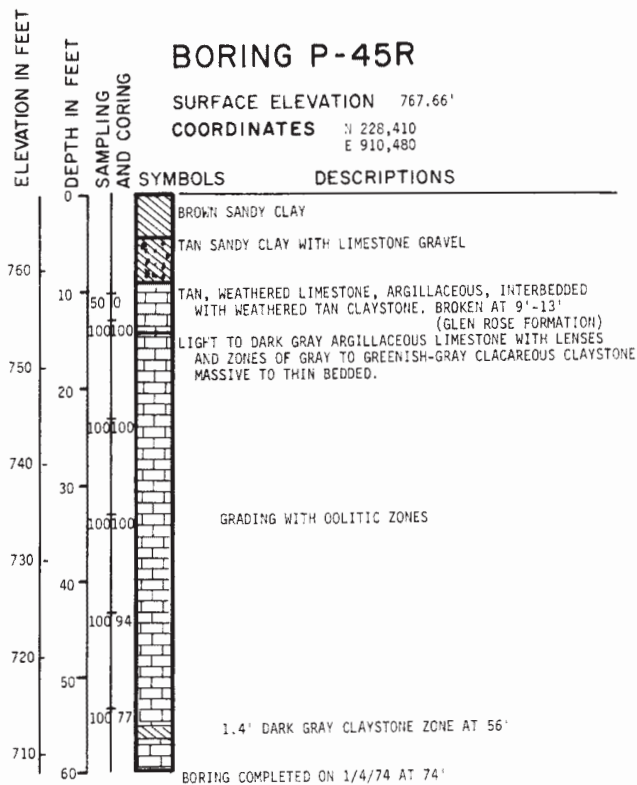 BORING P-45R
SURFACE ELEVATION 767.66'
COORDINATES N 228,410
E 910,480
ELEVATION IN FEET
DEPTH IN FEET
SAMPLING
AND CORING
SYMBOLS DESCRIPTIONS
0
BROWN SANDY CLAY
TAN SANDY CLAY WITH LIMESTONE GRAVEL
760
10
50 0
TAN, WEATHERED LIMESTONE, ARGILLACEOUS, INTERBEDDED
WITH WEATHERED TAN CLAYSTONE. BROKEN AT 9'-13'
(GLEN ROSE FORMATION)
100 100
LIGHT TO DARK GRAY ARGILLACEOUS LIMESTONE WITH LENSES
AND ZONES OF GRAY TO GREENISH-GRAY CLACAREOUS CLAYSTONE
MASSIVE TO THIN BEDDED.
750
20
100 100
740
30
100 100
GRADING WITH OOLITIC ZONES
730
40
100 94
720
50
100 77
1.4' DARK GRAY CLAYSTONE ZONE AT 56'
710
60
BORING COMPLETED ON 1/4/74 AT 74'